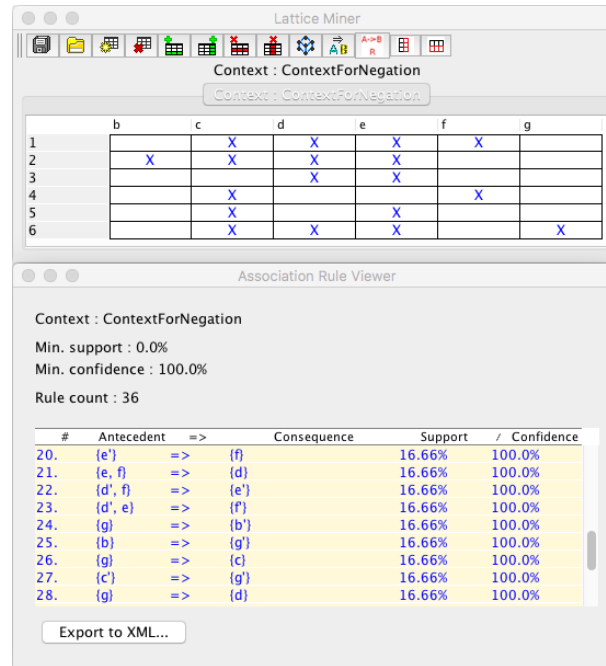 Lattice Miner
A B
A->B
R
Context : ContextForNegation
Context : ContextForNegation
b c d e f g
1 X X X X
2 X X X X
3 X X
4 X X
5 X X
6 X X X X
Association Rule Viewer
Context : ContextForNegation
Min. support : 0.0%
Min. confidence : 100.0%
Rule count : 36
# Antecedent => Consequence Support / Confidence
20. {e'} => {f} 16.66% 100.0%
21. {e, f} => {d} 16.66% 100.0%
22. {d', f} => {e'} 16.66% 100.0%
23. {d', e} => {f'} 16.66% 100.0%
24. {g} => {b'} 16.66% 100.0%
25. {b} => {g'} 16.66% 100.0%
26. {g} => {c} 16.66% 100.0%
27. {c'} => {g'} 16.66% 100.0%
28. {g} => {d} 16.66% 100.0%
Export to XML...